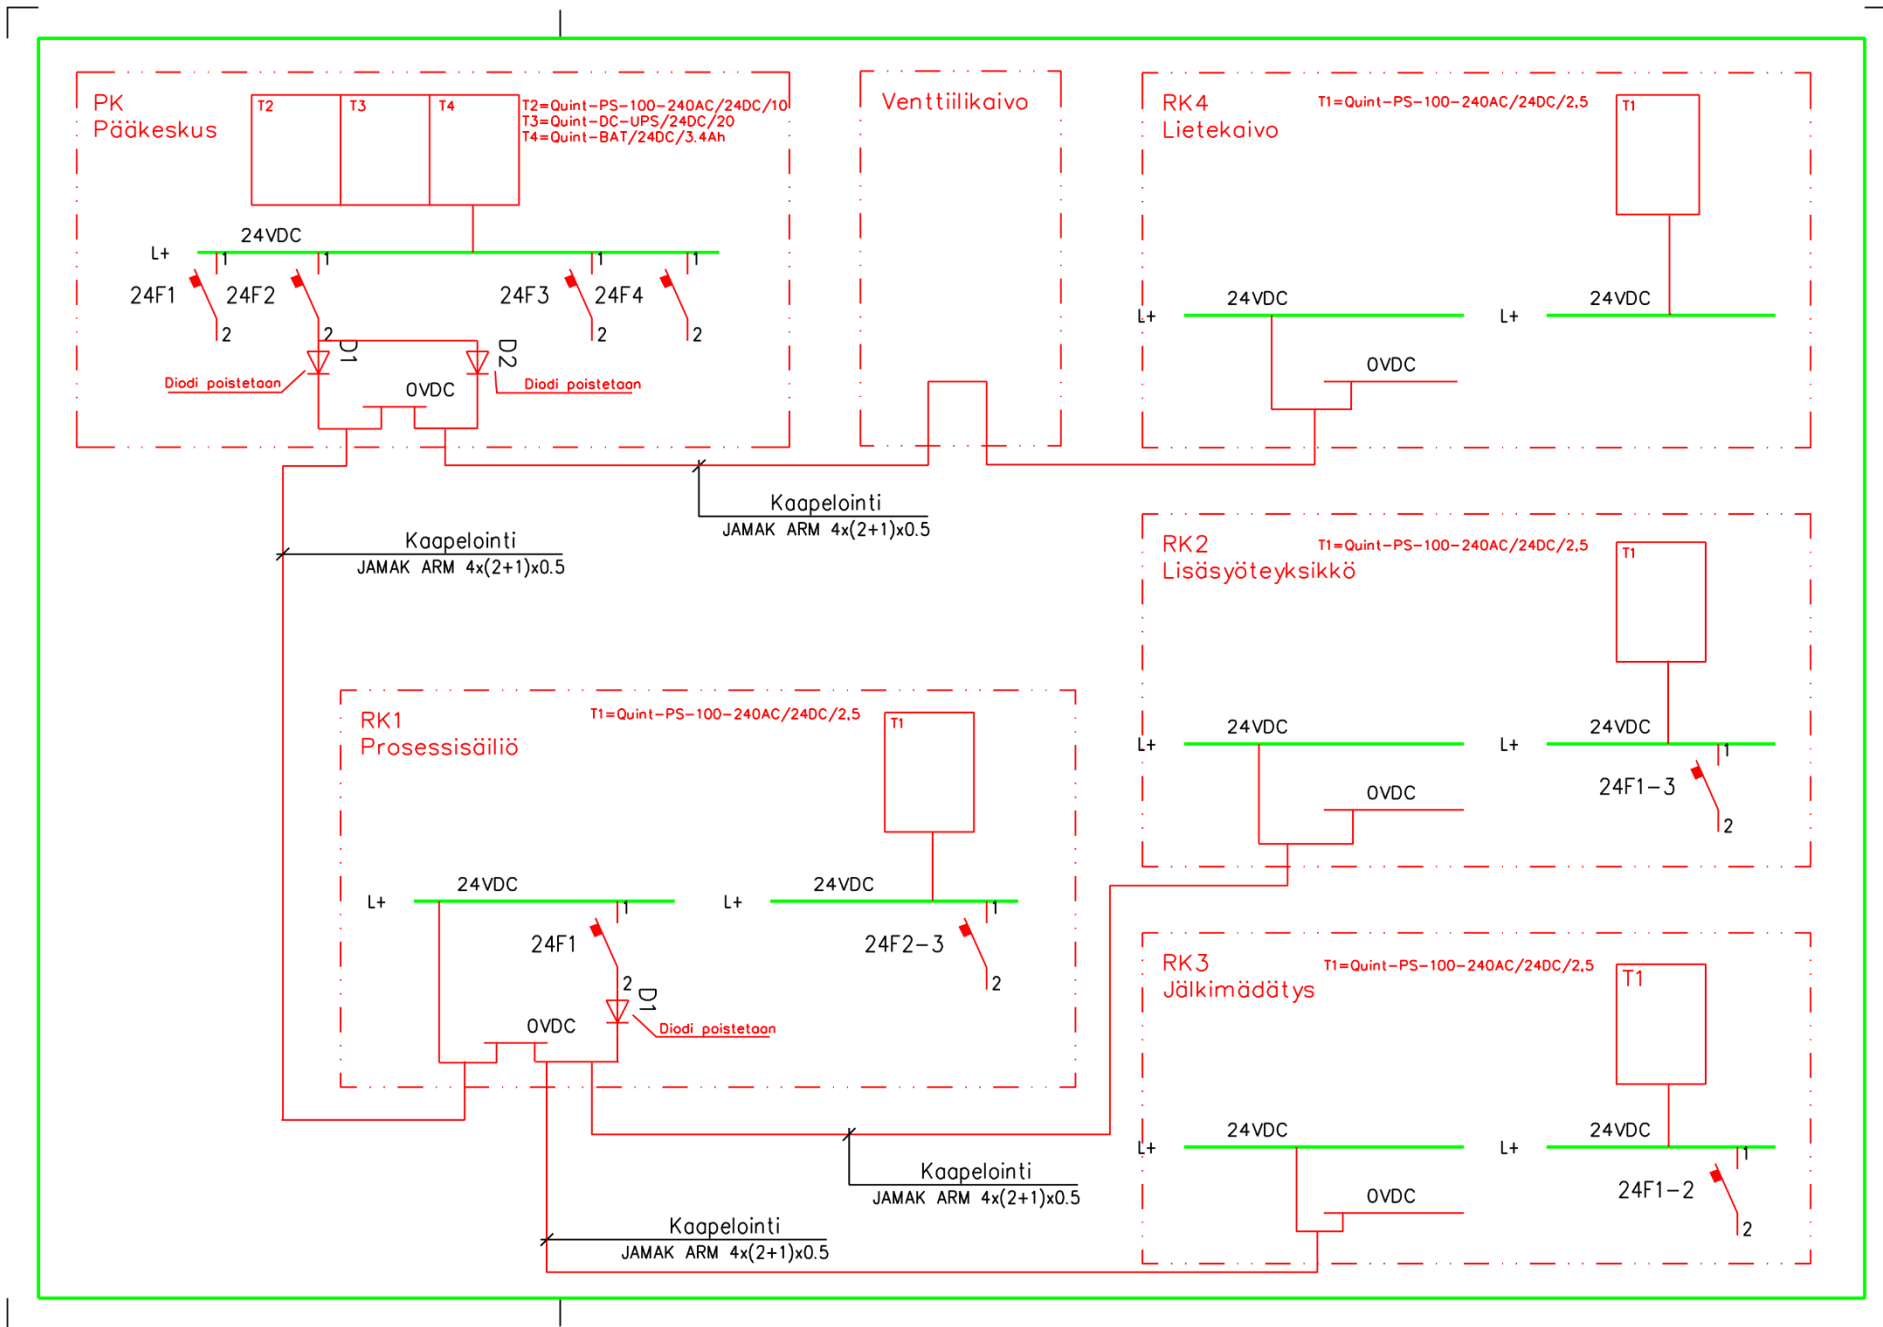 PK
Pääkeskus
T2
T3
T4
T2=Quint-PS-100-240AC/24DC/10
T3=Quint-DC-UPS/24DC/20
T4=Quint-BAT/24DC/3.4Ah
L+
24VDC
24F1
1
2
24F2
1
2
24F3
1
2
24F4
1
2
D1
D2
Diodi poistetaan
Diodi poistetaan
0VDC
Venttiilikaivo
RK4
Lietekaivo
T1=Quint-PS-100-240AC/24DC/2,5
T1
L+
24VDC
L+
24VDC
0VDC
Kaapelointi
JAMAK ARM 4x(2+1)x0.5
Kaapelointi
JAMAK ARM 4x(2+1)x0.5
RK2
Lisäsyöteyksikkö
T1=Quint-PS-100-240AC/24DC/2,5
T1
L+
24VDC
L+
24VDC
0VDC
24F1-3
1
2
RK1
Prosessisäiliö
T1=Quint-PS-100-240AC/24DC/2,5
T1
L+
24VDC
L+
24VDC
24F1
1
2
24F2-3
1
2
D1
Diodi poistetaan
0VDC
RK3
Jälkimädätys
T1=Quint-PS-100-240AC/24DC/2,5
T1
L+
24VDC
L+
24VDC
0VDC
24F1-2
1
2
Kaapelointi
JAMAK ARM 4x(2+1)x0.5
Kaapelointi
JAMAK ARM 4x(2+1)x0.5